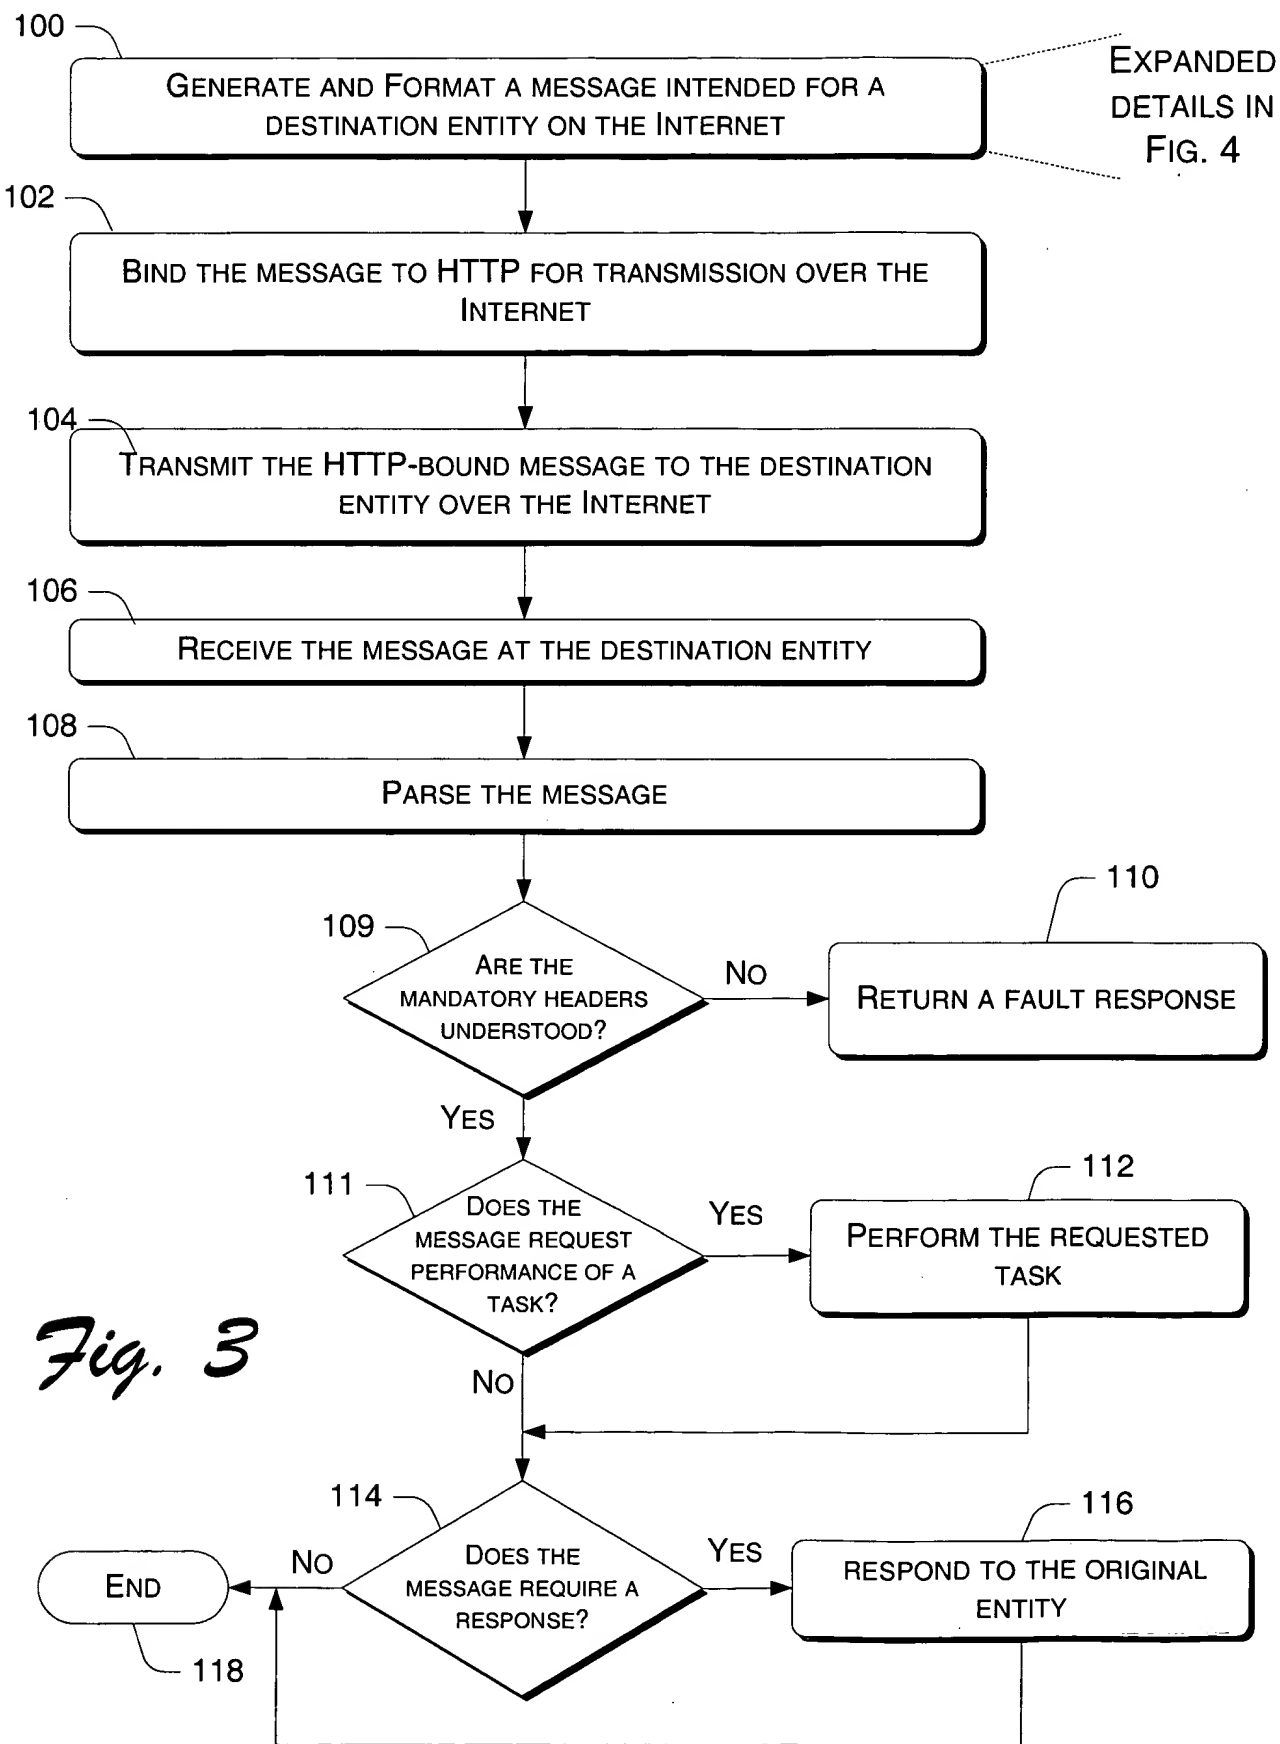 100
GENERATE AND FORMAT A MESSAGE INTENDED FOR A
DESTINATION ENTITY ON THE INTERNET
EXPANDED
DETAILS IN
FIG. 4
102
BIND THE MESSAGE TO HTTP FOR TRANSMISSION OVER THE
INTERNET
104
TRANSMIT THE HTTP-BOUND MESSAGE TO THE DESTINATION
ENTITY OVER THE INTERNET
106
RECEIVE THE MESSAGE AT THE DESTINATION ENTITY
108
PARSE THE MESSAGE
109
ARE THE
MANDATORY HEADERS
UNDERSTOOD?
NO
110
RETURN A FAULT RESPONSE
YES
111
DOES THE
MESSAGE REQUEST
PERFORMANCE OF A
TASK?
YES
112
PERFORM THE REQUESTED
TASK
Fig. 3
NO
114
DOES THE
MESSAGE REQUIRE A
RESPONSE?
YES
116
RESPOND TO THE ORIGINAL
ENTITY
NO
END
118